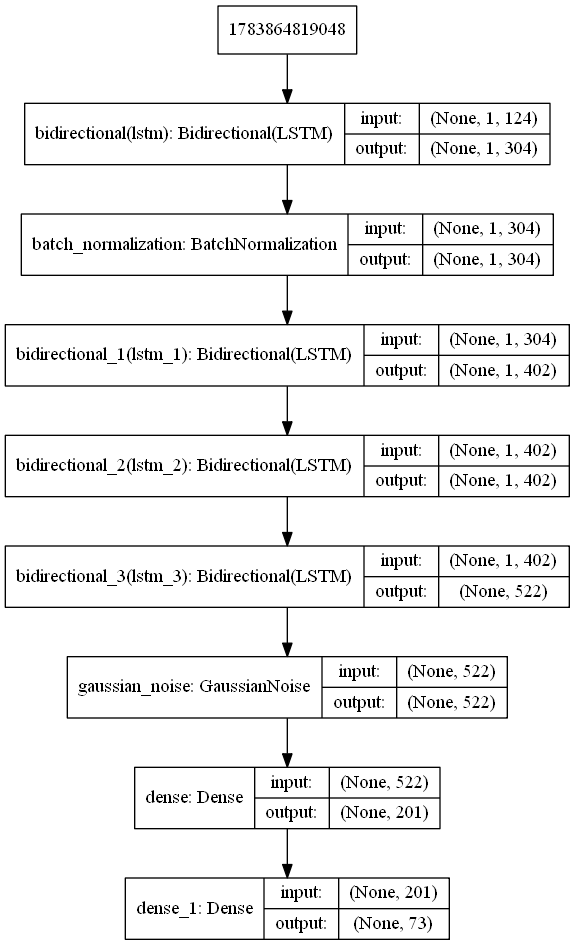 1783864819048
bidirectional(lstm): Bidirectional(LSTM)
input: (None, 1, 124)
output: (None, 1, 304)
batch_normalization: BatchNormalization
input: (None, 1, 304)
output: (None, 1, 304)
bidirectional_1(lstm_1): Bidirectional(LSTM)
input: (None, 1, 304)
output: (None, 1, 402)
bidirectional_2(lstm_2): Bidirectional(LSTM)
input: (None, 1, 402)
output: (None, 1, 402)
bidirectional_3(lstm_3): Bidirectional(LSTM)
input: (None, 1, 402)
output: (None, 522)
gaussian_noise: GaussianNoise
input: (None, 522)
output: (None, 522)
dense: Dense
input: (None, 522)
output: (None, 201)
dense_1: Dense
input: (None, 201)
output: (None, 73)